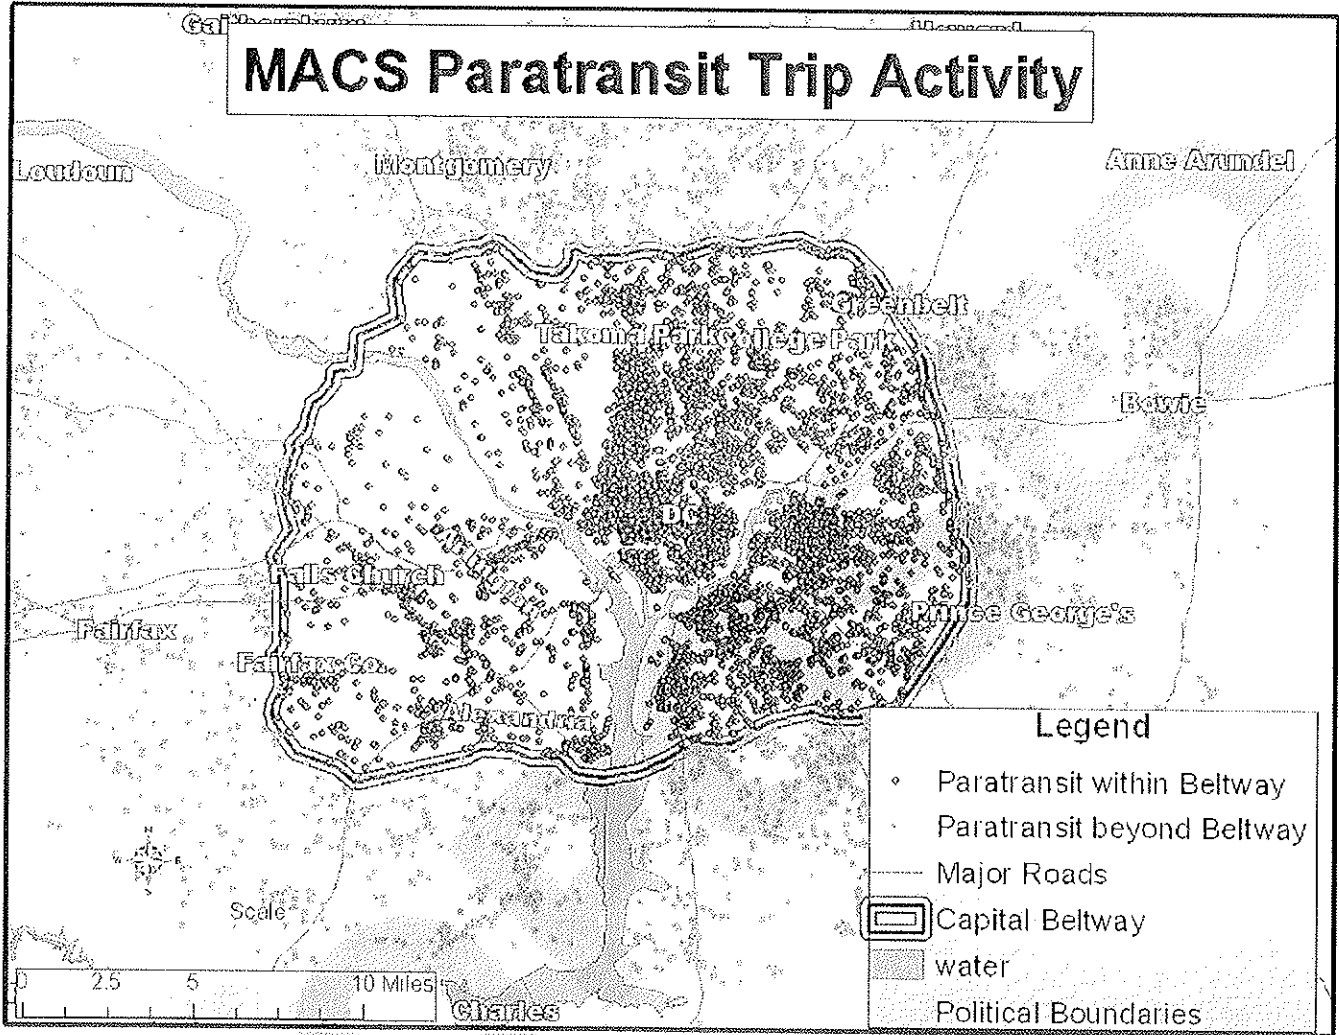 MACS Paratransit Trip Activity
Loudoun
Montgomery
Anne Arundel
Greenbelt
Takoma Park
College Park
Bowie
DC
Falls Church
Fairfax
Prince George's
Fairfax Co.
Alexandria
Legend
Paratransit within Beltway
Paratransit beyond Beltway
Major Roads
Capital Beltway
water
Political Boundaries
N
W
E
Scale
0 2.5 5 10 Miles
Charles